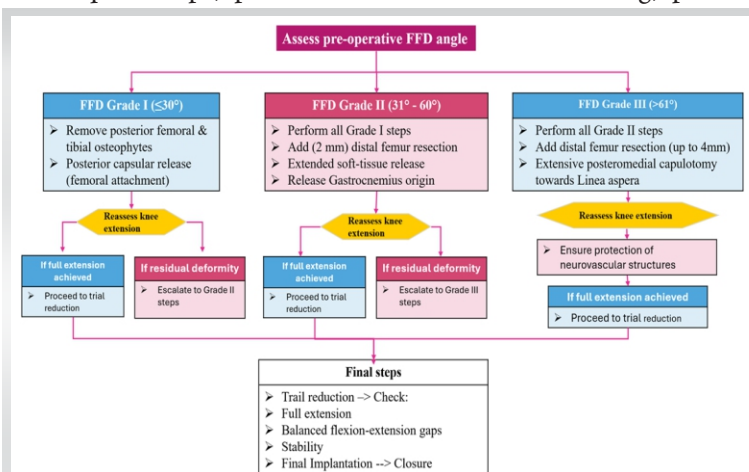 Assess pre-operative FFD angle
FFD Grade I (≤30°)
➤ Remove posterior femoral &
tibial osteophytes
➤ Posterior capsular release
(femoral attachment)
FFD Grade II (31° - 60°)
➤ Perform all Grade I steps
➤ Add (2 mm) distal femur resection
➤ Extended soft-tissue release
➤ Release Gastrocnemius origin
FFD Grade III (>61°)
➤ Perform all Grade II steps
➤ Add distal femur resection (up to 4mm)
➤ Extensive posteromedial capulotomy
towards Linea aspera
Reassess knee
extension
Reassess knee
extension
Reassess knee extension
If full extension
achieved
➤ Proceed to trial
reduction
If residual deformity
➤ Escalate to Grade II
steps
If full extension
achieved
➤ Proceed to trial
reduction
If residual deformity
➤ Escalate to Grade III
steps
➤ Ensure protection of
neurovascular structures
If full extension achieved
➤ Proceed to trial reduction
Final steps
➤ Trail reduction –> Check:
➤ Full extension
➤ Balanced flexion-extension gaps
➤ Stability
➤ Final Implantation --> Closure